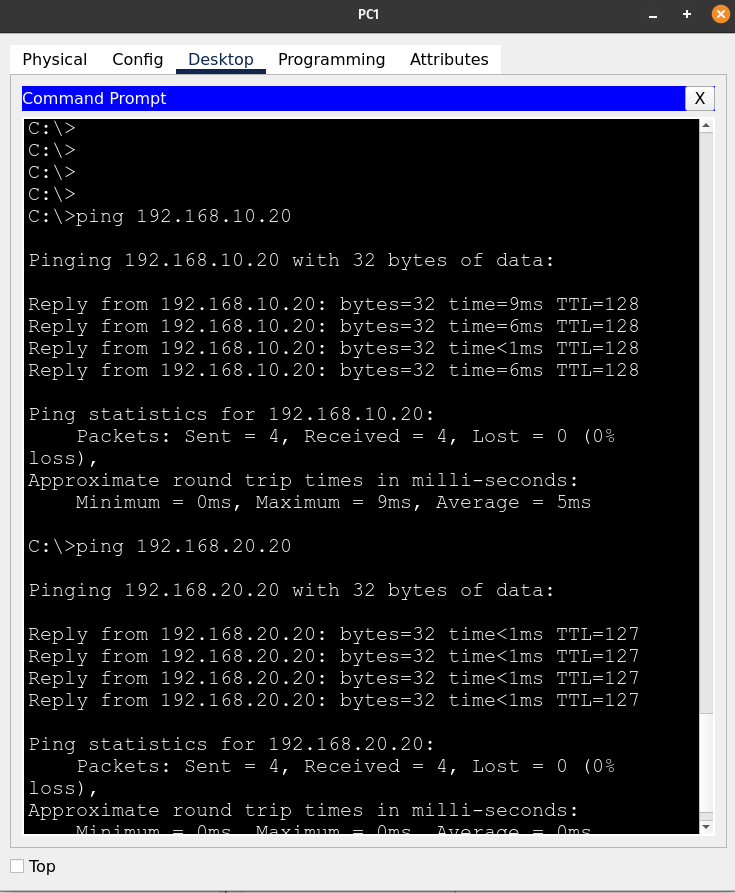 PC1
Physical Config Desktop Programming Attributes
Command Prompt X
C:\>
C:\>
C:\>
C:\>
C:\>ping 192.168.10.20
Pinging 192.168.10.20 with 32 bytes of data:
Reply from 192.168.10.20: bytes=32 time=9ms TTL=128
Reply from 192.168.10.20: bytes=32 time=6ms TTL=128
Reply from 192.168.10.20: bytes=32 time<1ms TTL=128
Reply from 192.168.10.20: bytes=32 time=6ms TTL=128
Ping statistics for 192.168.10.20:
Packets: Sent = 4, Received = 4, Lost = 0 (0%
loss),
Approximate round trip times in milli-seconds:
Minimum = 0ms, Maximum = 9ms, Average = 5ms
C:\>ping 192.168.20.20
Pinging 192.168.20.20 with 32 bytes of data:
Reply from 192.168.20.20: bytes=32 time<1ms TTL=127
Reply from 192.168.20.20: bytes=32 time<1ms TTL=127
Reply from 192.168.20.20: bytes=32 time<1ms TTL=127
Reply from 192.168.20.20: bytes=32 time<1ms TTL=127
Ping statistics for 192.168.20.20:
Packets: Sent = 4, Received = 4, Lost = 0 (0%
loss),
Approximate round trip times in milli-seconds:
Minimum = 0ms, Maximum = 0ms, Average = 0ms
Top